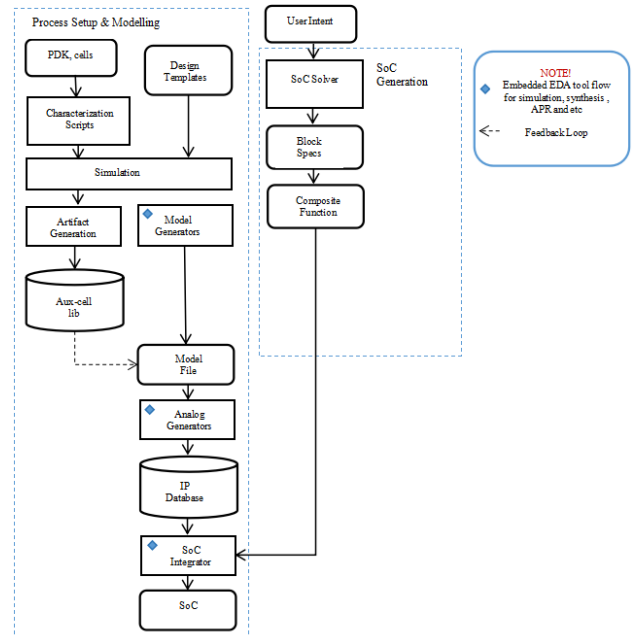 Process Setup & Modelling
PDK, cells
Design
Templates
Characterization
Scripts
Simulation
Artifact
Generation
Model
Generators
Aux-cell
lib
Model
File
Analog
Generators
IP
Database
SoC
Integrator
SoC
User Intent
SoC Solver
SoC
Generation
Block
Specs
Composite
Function
NOTE!
Embedded EDA tool flow
for simulation, synthesis ,
APR and etc
Feedback Loop